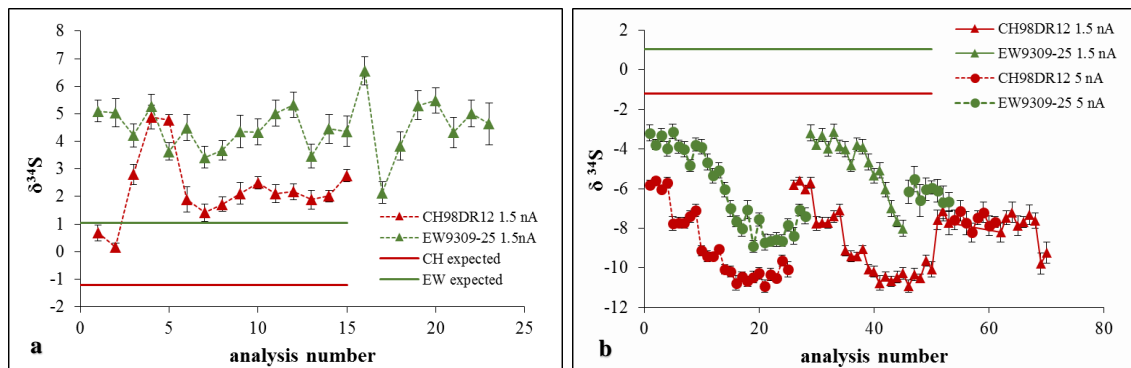 8
7
6
5
4
3
2
1
0
-1
-2
δ³⁴S
0 5 10 15 20 25
analysis number
a
CH98DR12 1.5 nA
EW9309-25 1.5nA
CH expected
EW expected
2
0
-2
-4
-6
-8
-10
-12
δ ³⁴S
0 20 40 60 80
analysis number
b
CH98DR12 1.5 nA
EW9309-25 1.5 nA
CH98DR12 5 nA
EW9309-25 5 nA